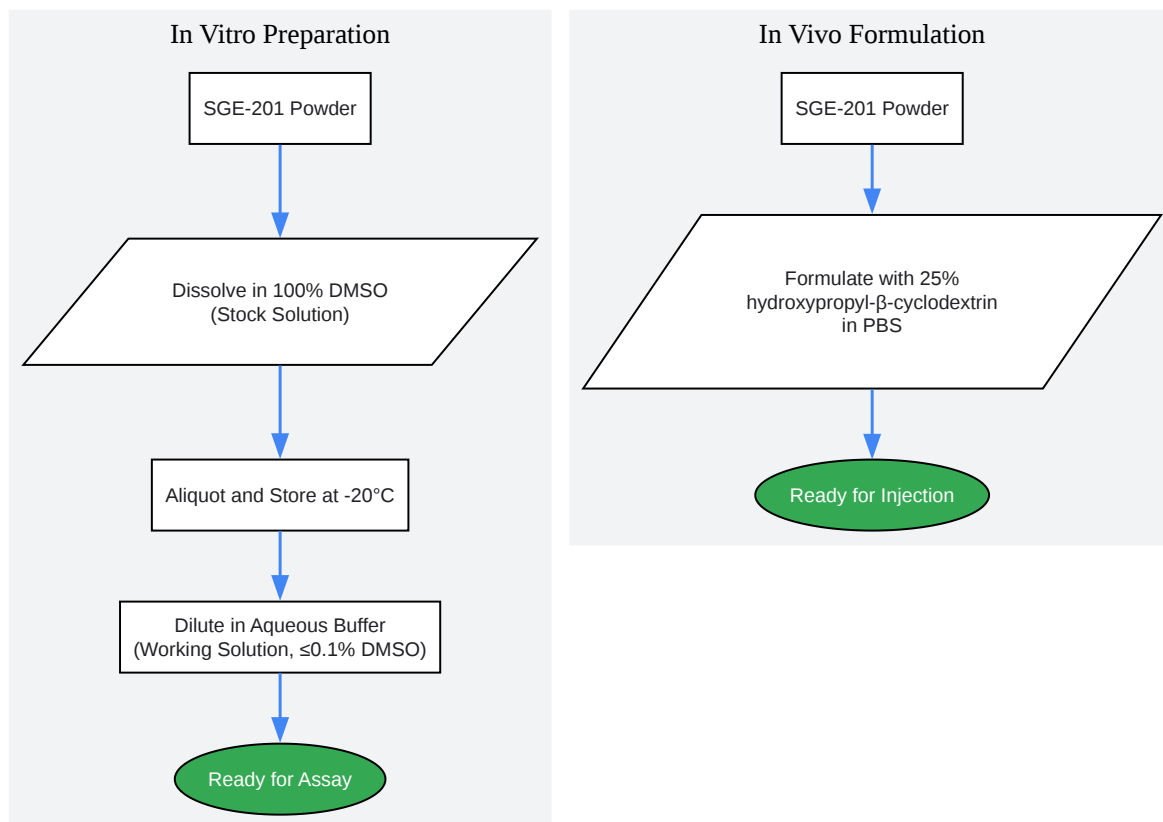 In Vitro Preparation
SGE-201 Powder
Dissolve in 100% DMSO
(Stock Solution)
Aliquot and Store at -20°C
Dilute in Aqueous Buffer
(Working Solution, ≤0.1% DMSO)
Ready for Assay
In Vivo Formulation
SGE-201 Powder
Formulate with 25%
hydroxypropyl-β-cyclodextrin
in PBS
Ready for Injection